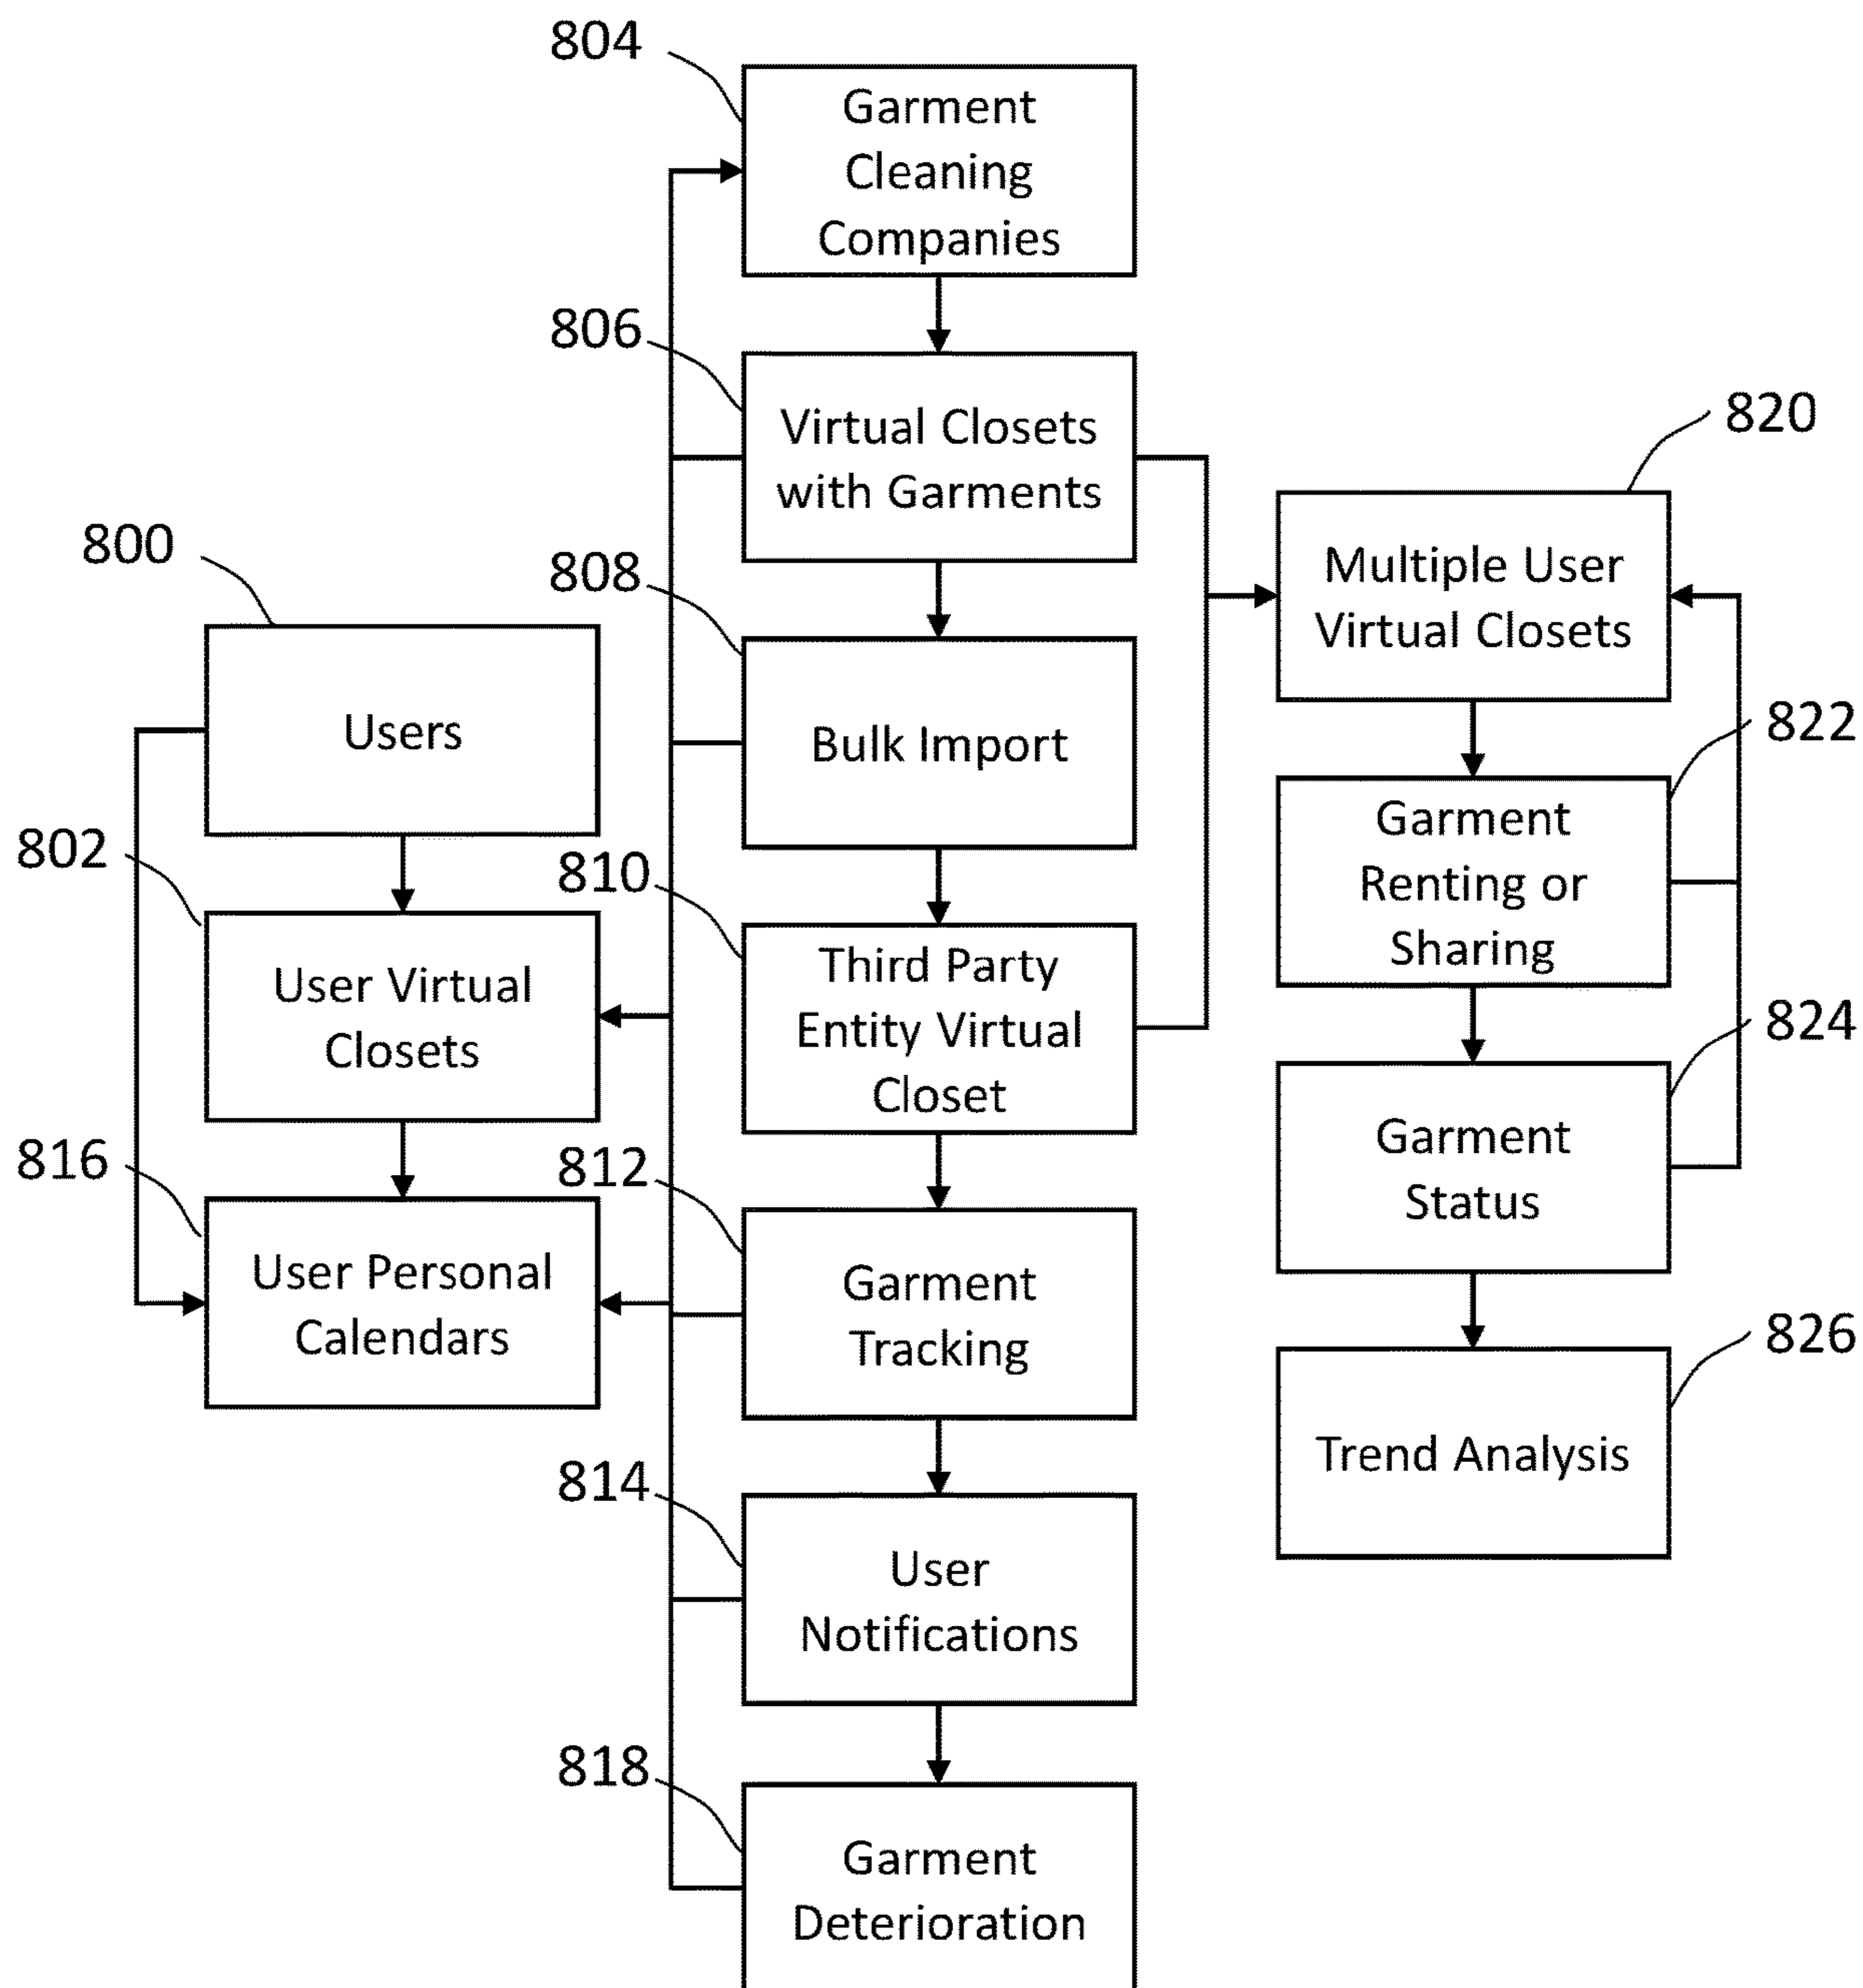 804
Garment
Cleaning
Companies
806
Virtual Closets
with Garments
820
Multiple User
Virtual Closets
800
Users
808
Bulk Import
822
Garment
Renting or
Sharing
802
User Virtual
Closets
810
Third Party
Entity Virtual
Closet
824
Garment
Status
816
User Personal
Calendars
812
Garment
Tracking
826
Trend Analysis
814
User
Notifications
818
Garment
Deterioration